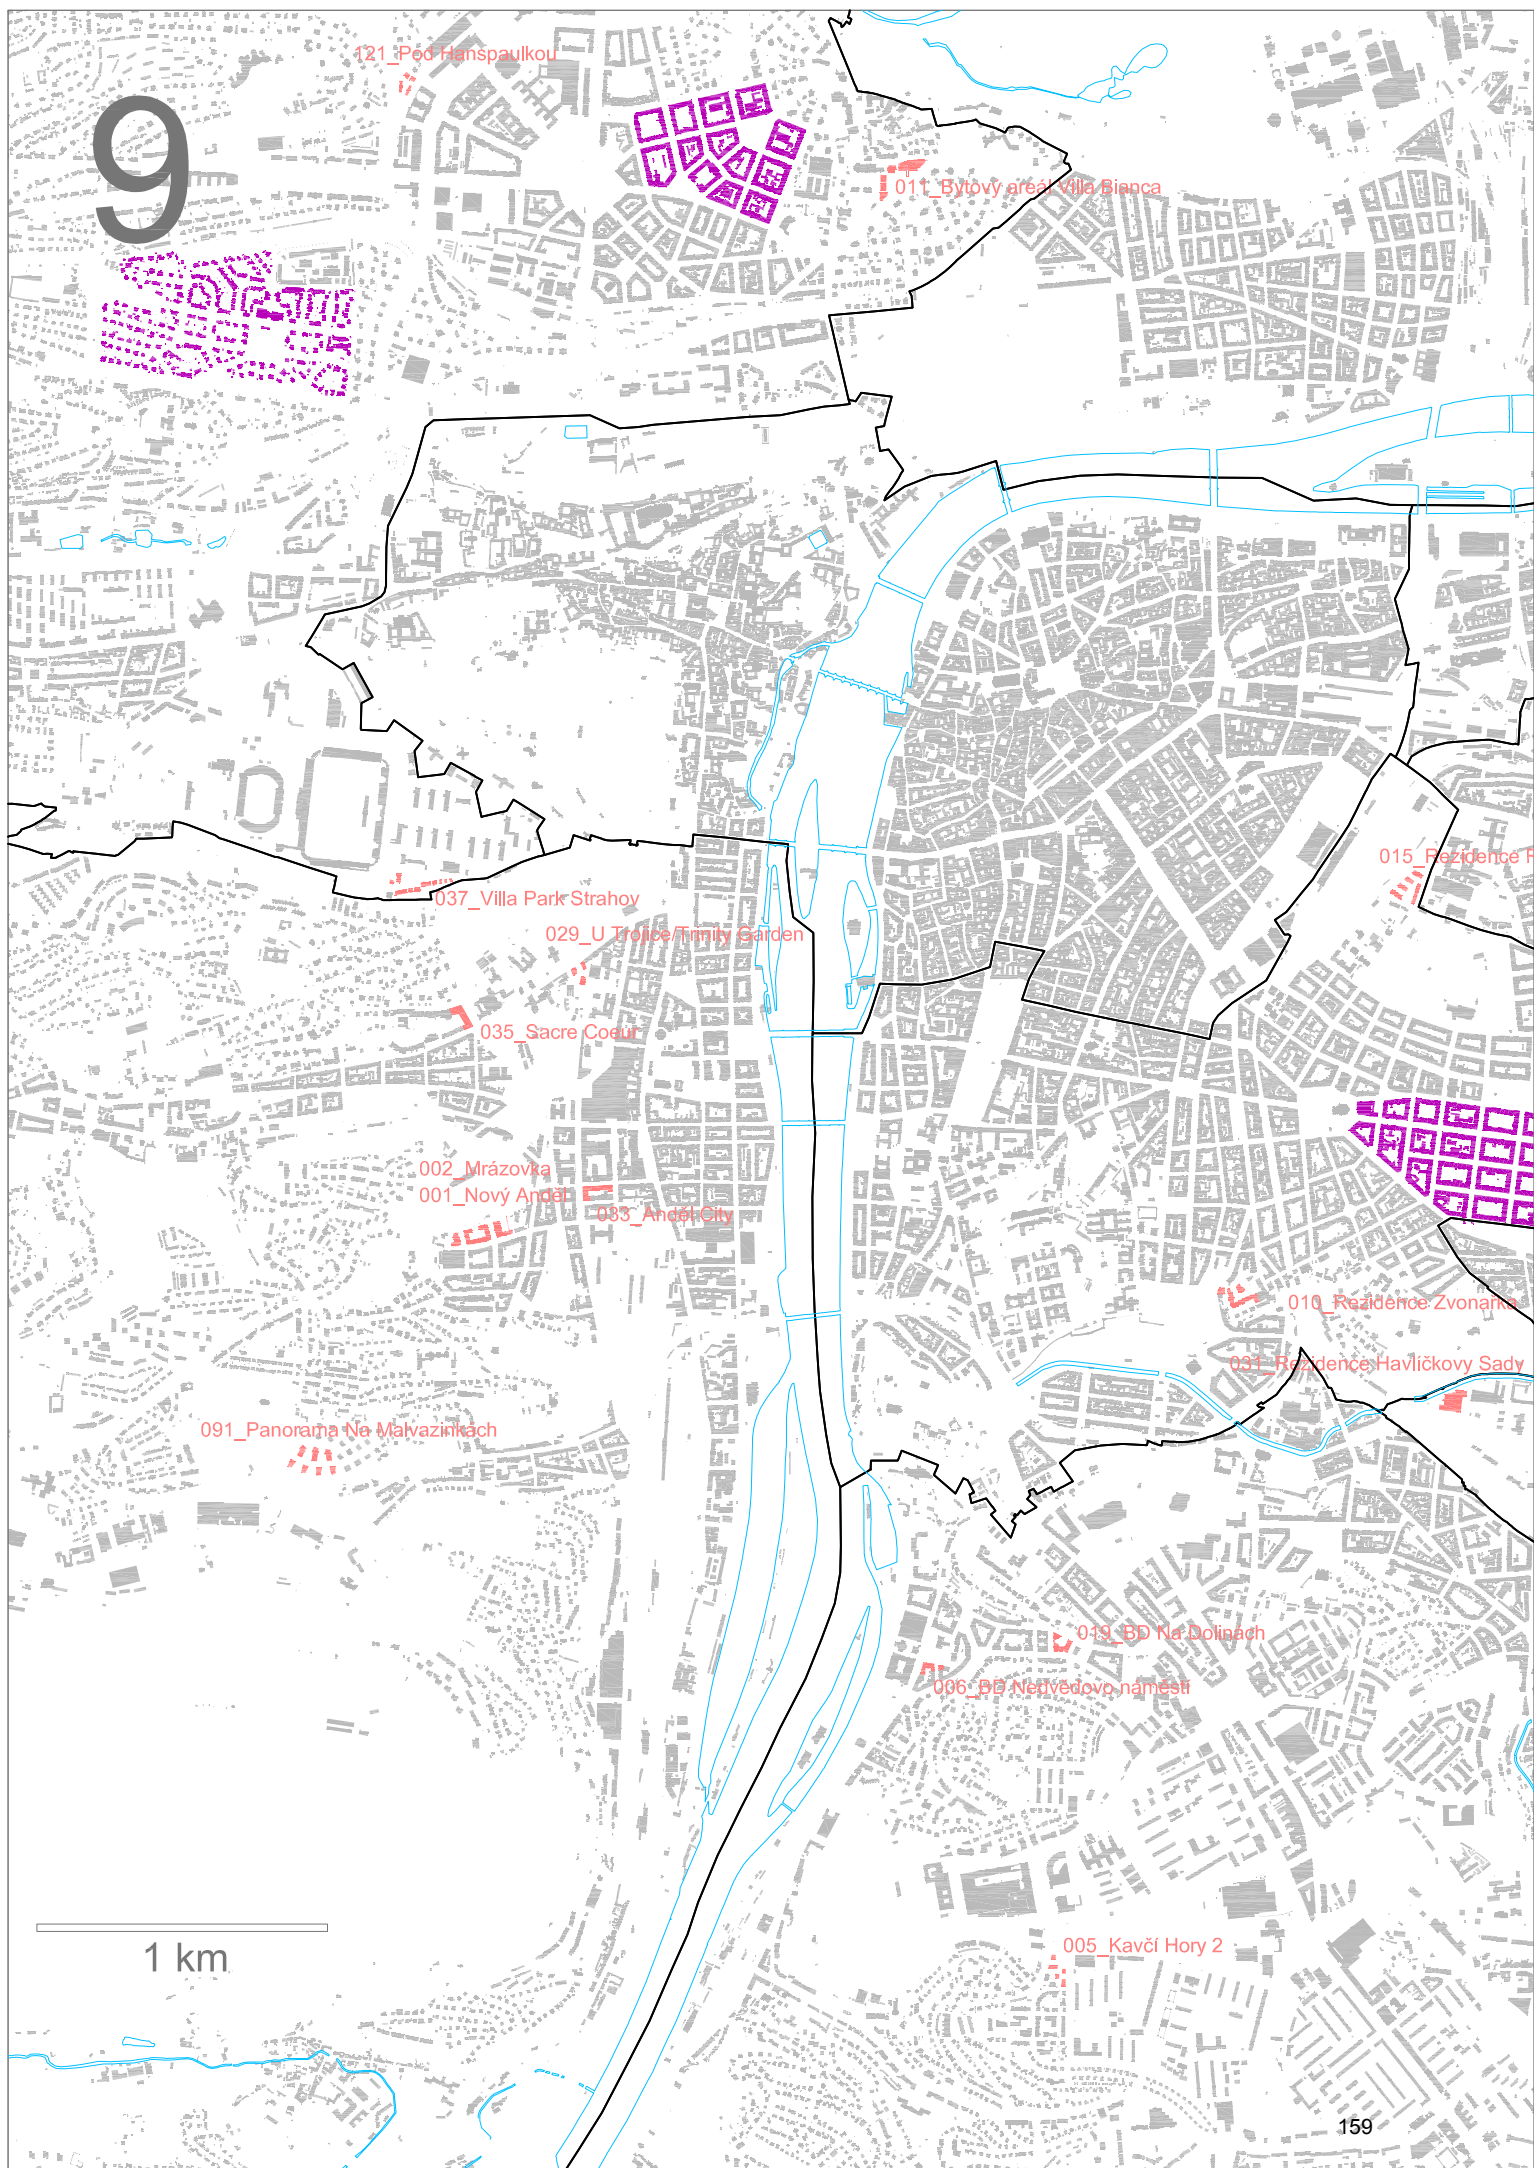 121_Pod Hanspaulkou
9
011_Bytový areál Villa Bianca
015_Rezidence
037_Villa Park Strahov
029_U Trojice/Trinity Garden
035_Sacre Coeur
002_Mrázovka
001_Nový Anděl
033_Anděl City
010_Rezidence Zvonařka
031_Rezidence Havlíčkovy Sady
091_Panorama Na Malvazinkách
019_BD Na Dolinách
006_BD Nedvědovo náměstí
005_Kavčí Hory 2
1 km
159